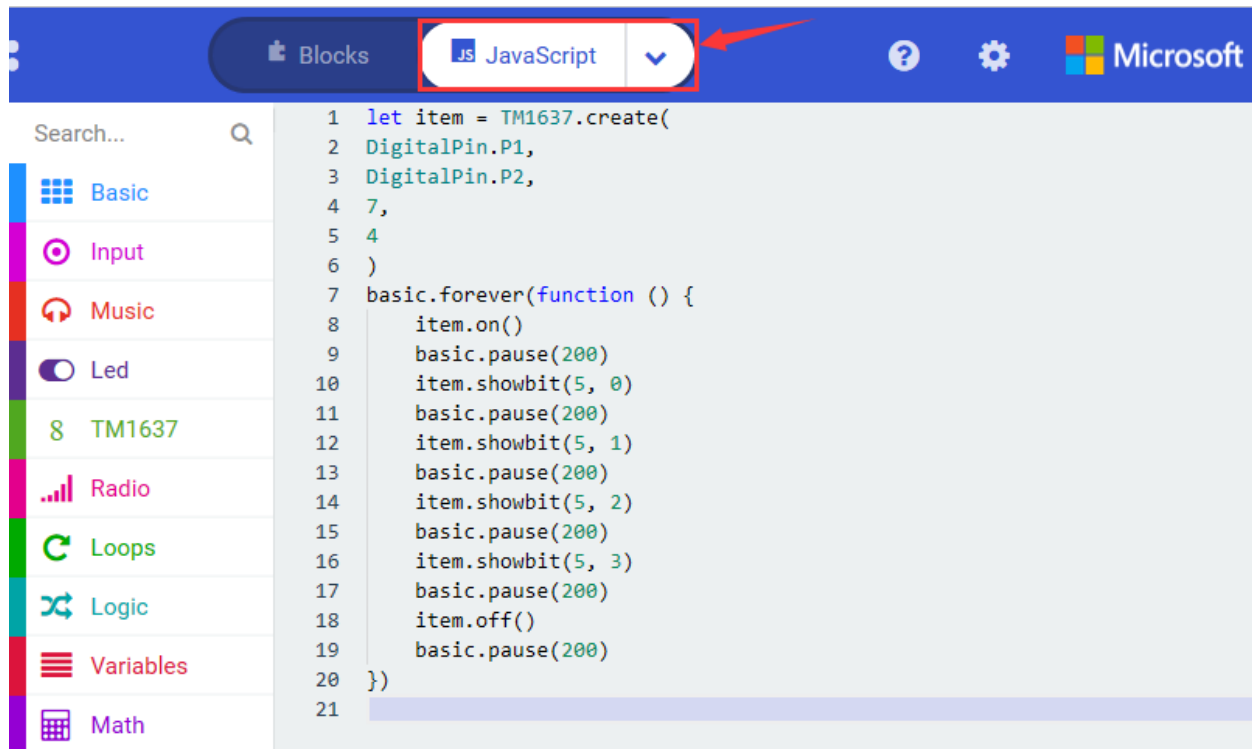 Blocks
JS JavaScript
? Microsoft
Search...
Basic
Input
Music
Led
8 TM1637
Radio
Loops
Logic
Variables
Math
1 let item = TM1637.create(
2 DigitalPin.P1,
3 DigitalPin.P2,
4 7,
5 4
6 )
7 basic.forever(function () {
8     item.on()
9     basic.pause(200)
10     item.showbit(5, 0)
11     basic.pause(200)
12     item.showbit(5, 1)
13     basic.pause(200)
14     item.showbit(5, 2)
15     basic.pause(200)
16     item.showbit(5, 3)
17     basic.pause(200)
18     item.off()
19     basic.pause(200)
20 })
21